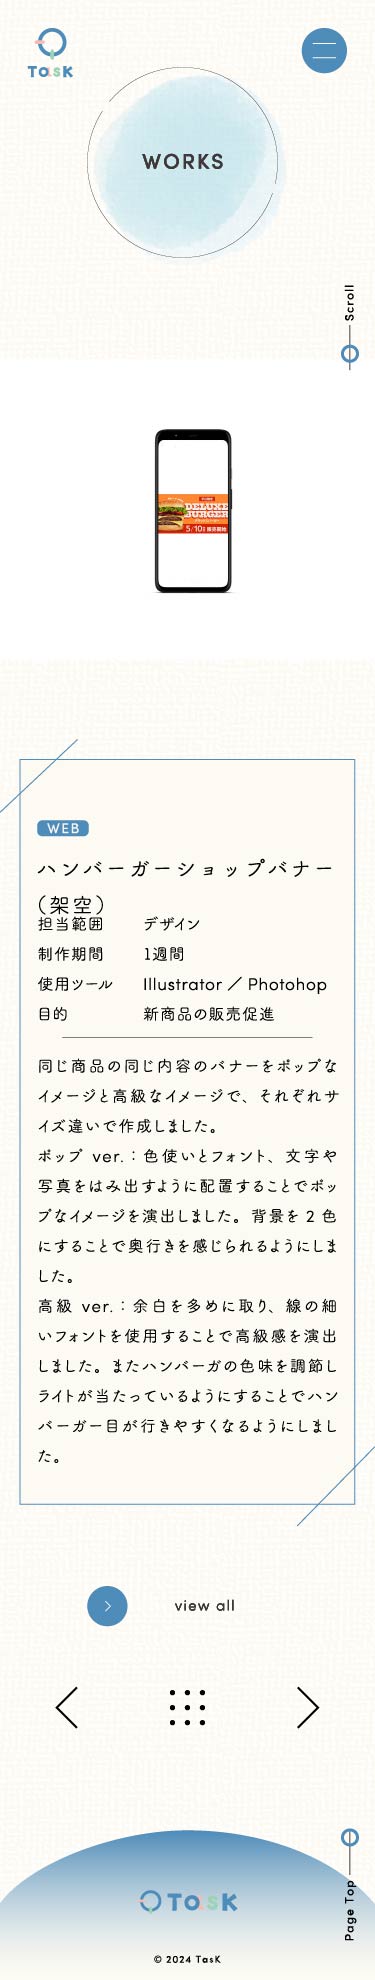 TasK
WORKS
Scroll
DELUXE
BURGER
5/10
WEB
ハンバーガーショップバナー
(架空)
担当範囲 デザイン
制作期間 1週間
使用ツール Illustrator ／ Photohop
目的 新商品の販売促進
同じ商品の同じ内容のバナーをポップな
イメージと高級なイメージで、それぞれサ
イズ違いで作成しました。
ポップ ver.：色使いとフォント、文字や
写真をはみ出すように配置することでポッ
プなイメージを演出しました。背景を 2 色
にすることで奥行きを感じられるようにしま
した。
高級 ver.：余白を多めに取り、線の細
いフォントを使用することで高級感を演出
しました。またハンバーガの色味を調節し
ライトが当たっているようにすることでハン
バーガー目が行きやすくなるようにしまし
た。
view all
Page Top
TasK
© 2024 TasK